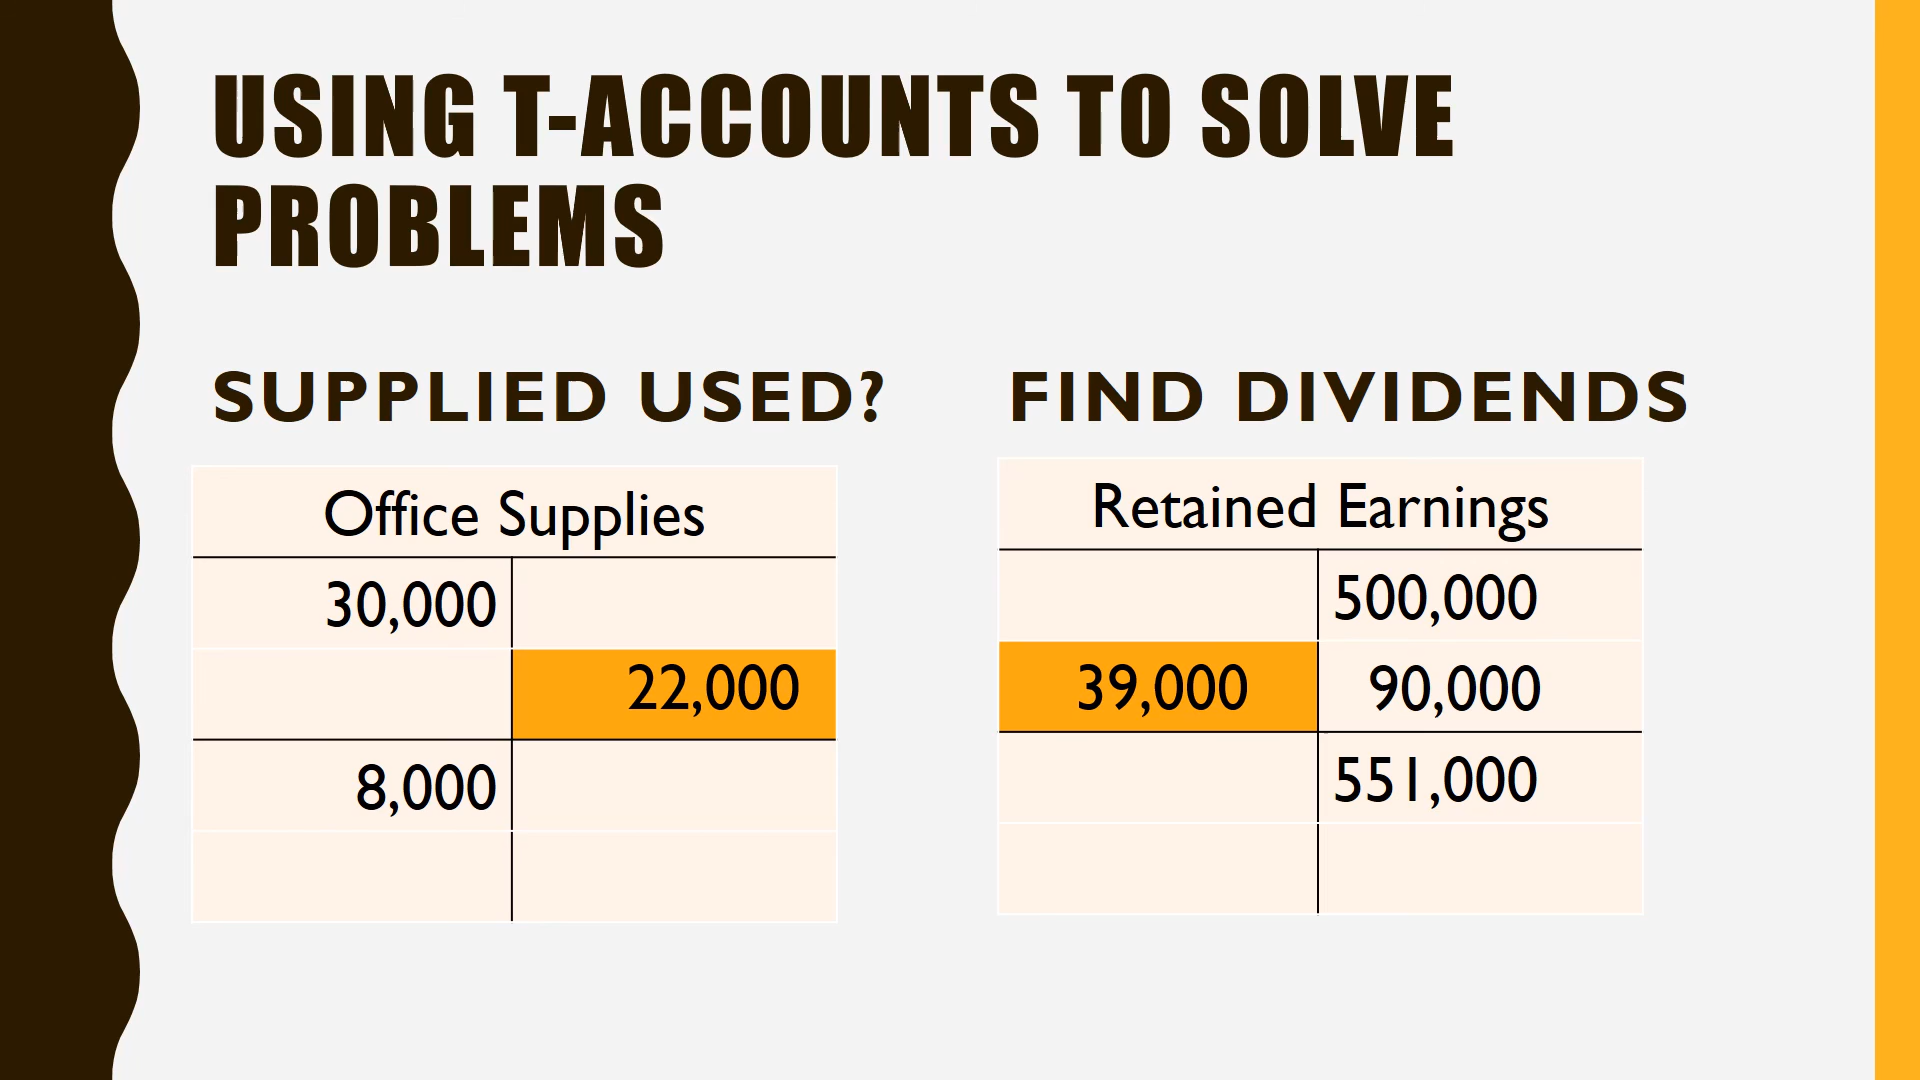 USING T-ACCOUNTS TO SOLVE
PROBLEMS
SUPPLIED USED?
Office Supplies
30,000
22,000
8,000
FIND DIVIDENDS
Retained Earnings
500,000
39,000 90,000
551,000